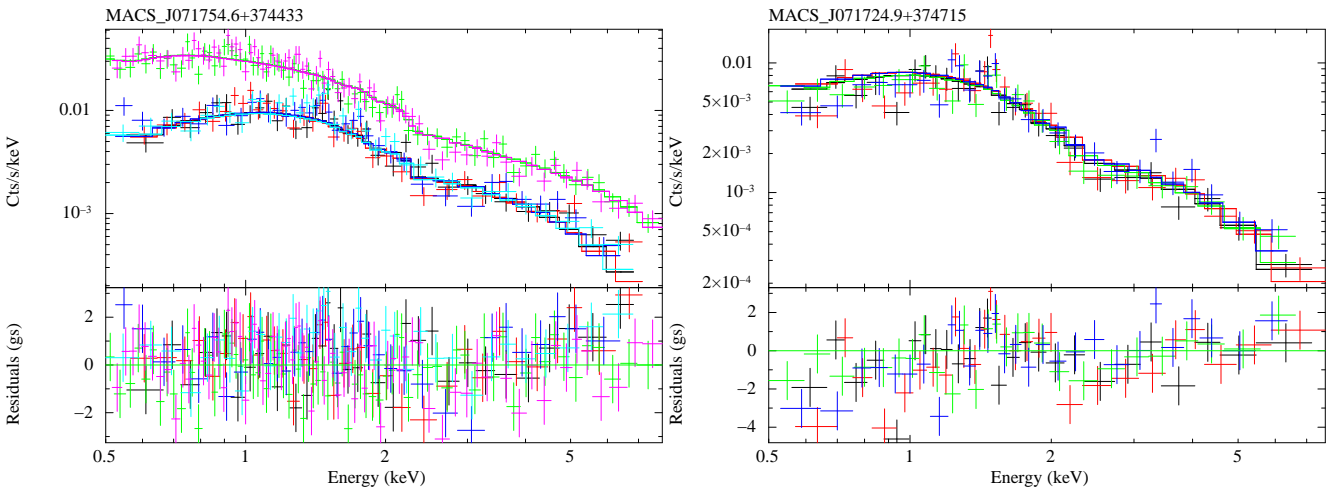 MACS_J071754.6+374433
Cts/s/keV
0.01
10⁻³
Residuals (gs)
2
0
−2
0.5
1
2
5
Energy (keV)
MACS_J071724.9+374715
Cts/s/keV
0.01
5×10⁻³
2×10⁻³
10⁻³
5×10⁻⁴
2×10⁻⁴
Residuals (gs)
2
0
−2
−4
0.5
1
2
5
Energy (keV)